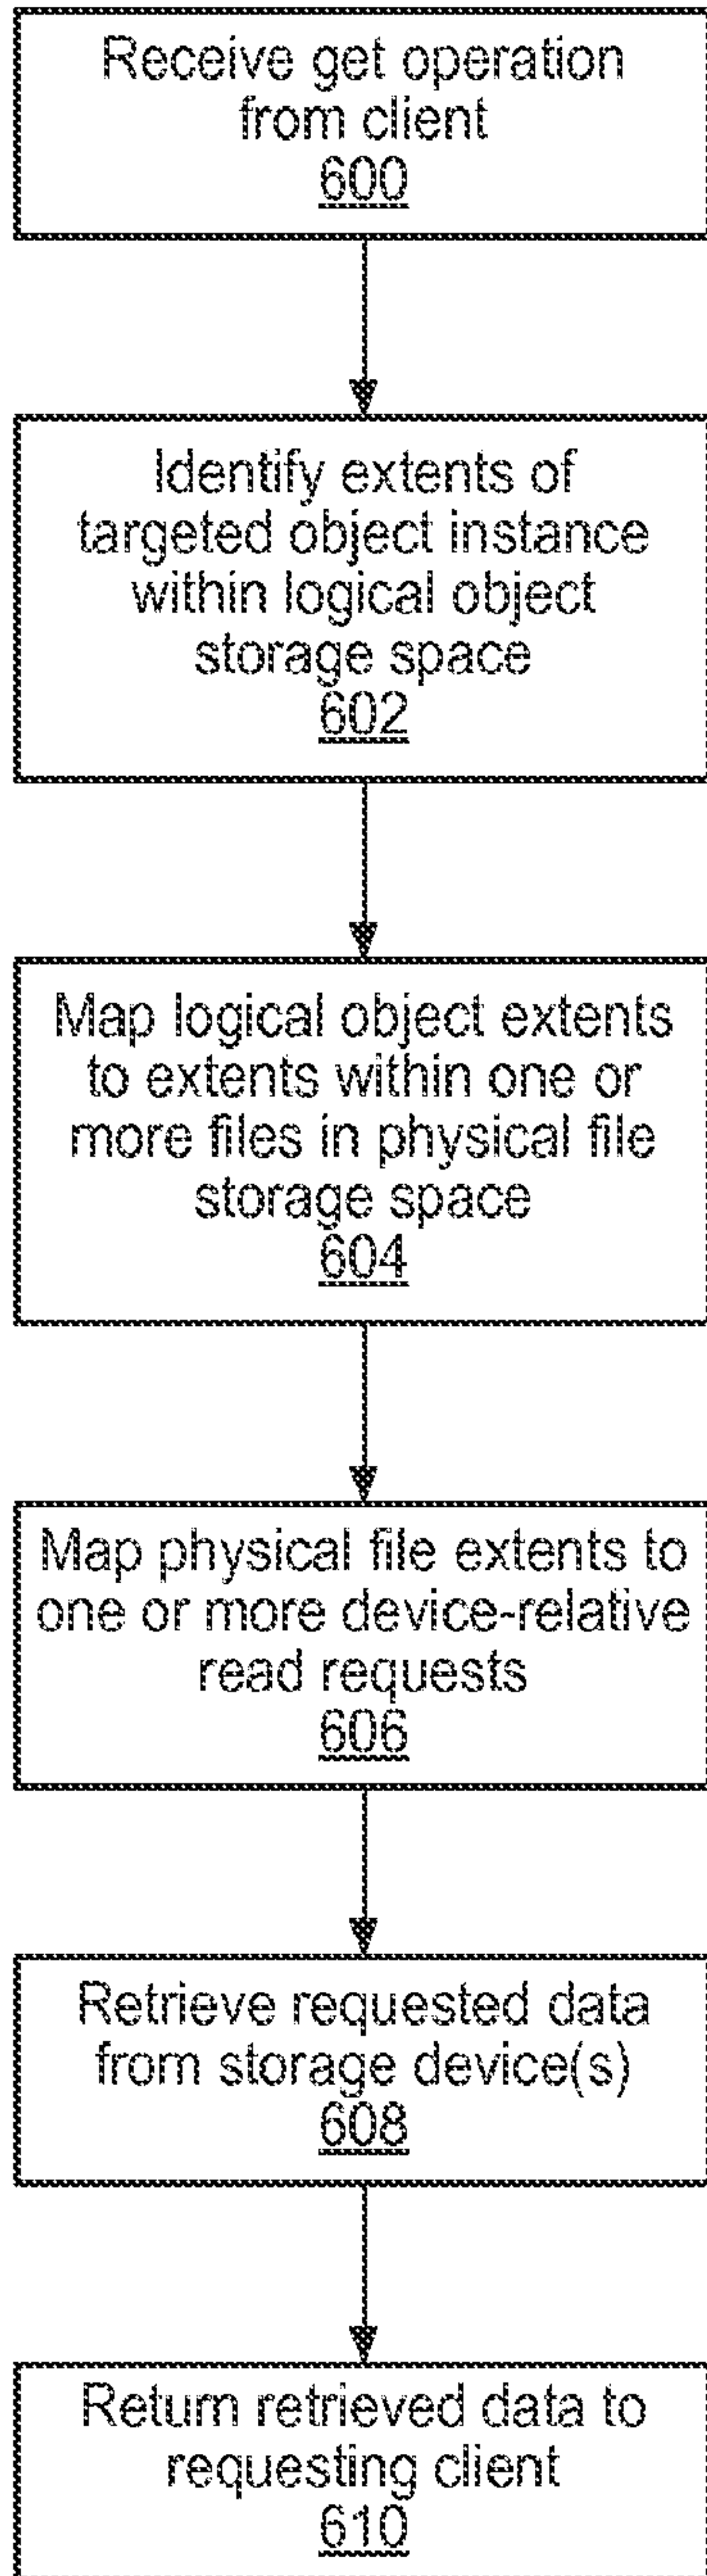 Receive get operation
from client
600
Identify extents of
targeted object instance
within logical object
storage space
602
Map logical object extents
to extents within one or
more files in physical file
storage space
604
Map physical file extents to
one or more device-relative
read requests
606
Retrieve requested data
from storage device(s)
608
Return retrieved data to
requesting client
610